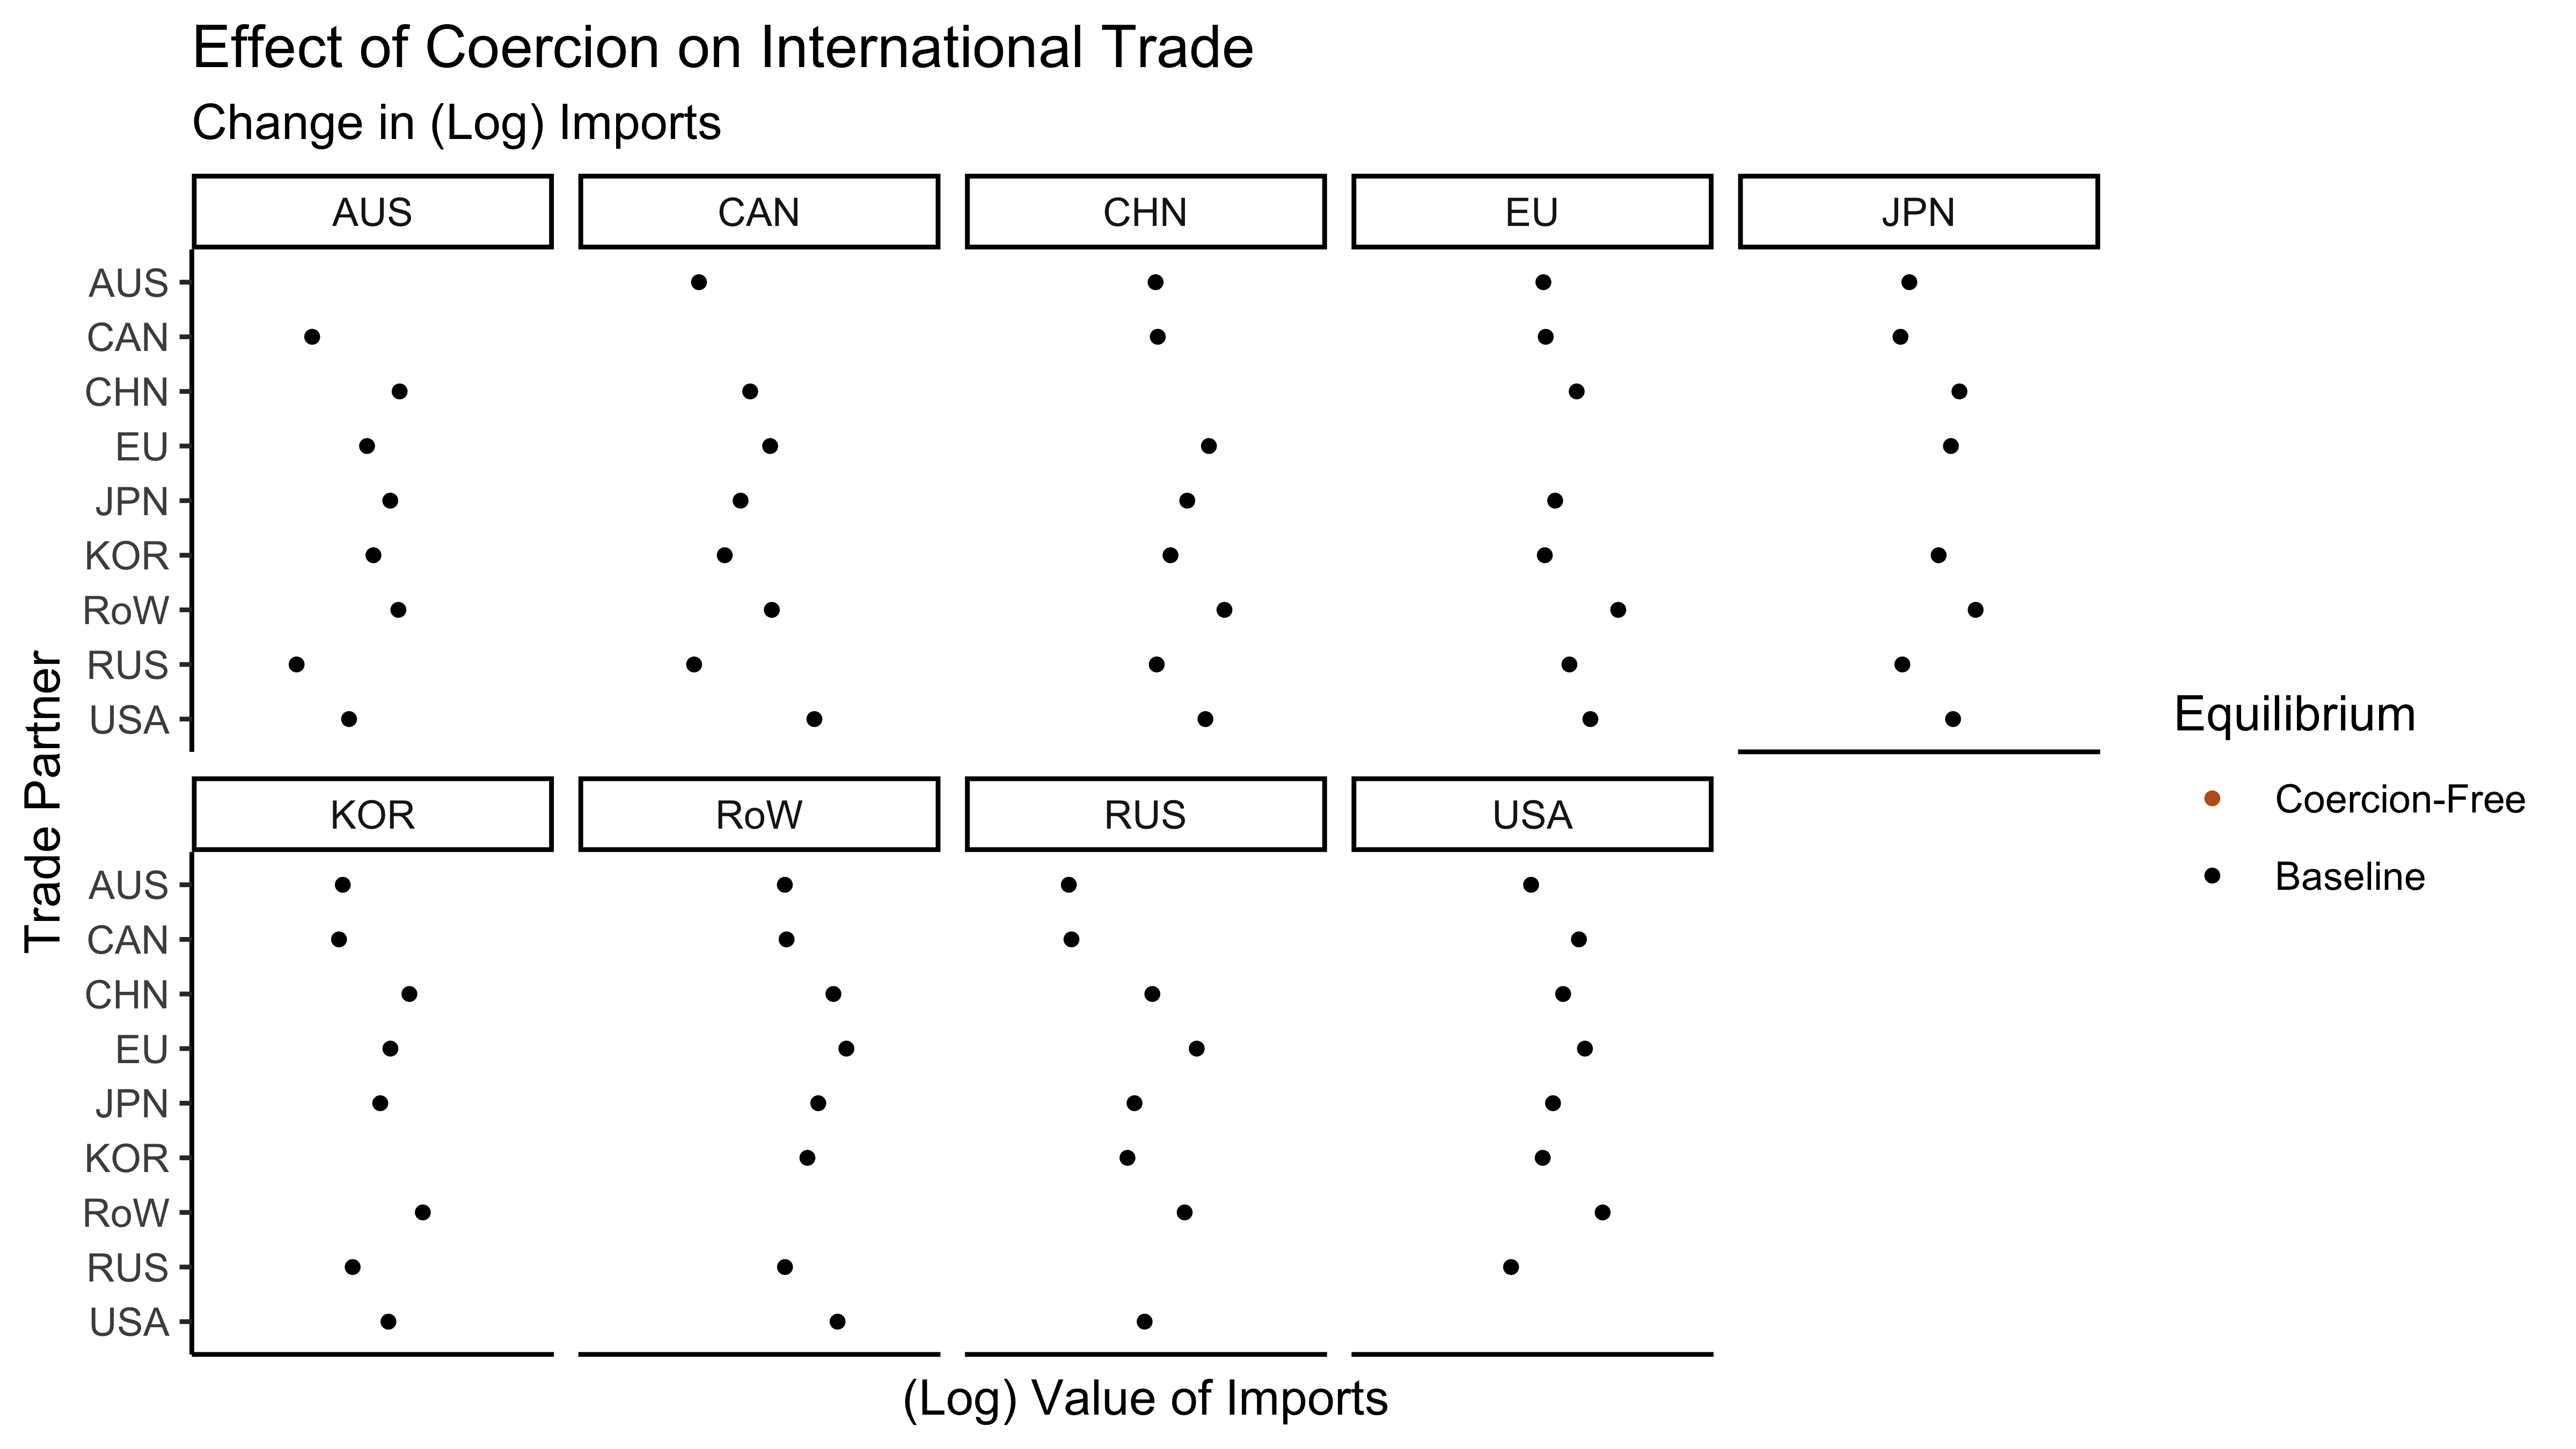 Effect of Coercion on International Trade
Change in (Log) Imports
AUS CAN CHN EU JPN
AUS
CAN
CHN
EU
JPN
KOR
RoW
RUS
USA
KOR RoW RUS USA
AUS
CAN
CHN
EU
JPN
KOR
RoW
RUS
USA
Trade Partner
(Log) Value of Imports
Equilibrium
Coercion-Free
Baseline